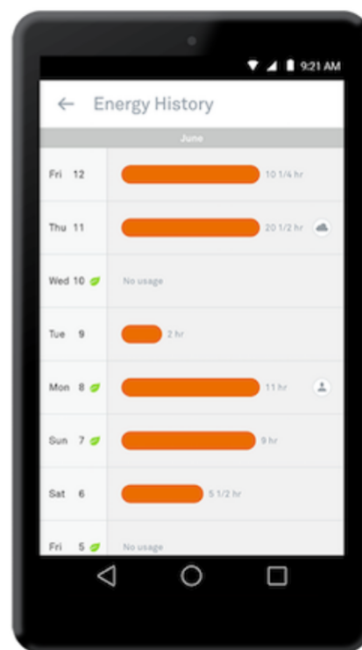 9:21 AM
← Energy History
June
Fri 12 10 1/4 hr
Thu 11 20 1/2 hr
Wed 10 No usage
Tue 9 2 hr
Mon 8 11 hr
Sun 7 9 hr
Sat 6 5 1/2 hr
Fri 5 No usage